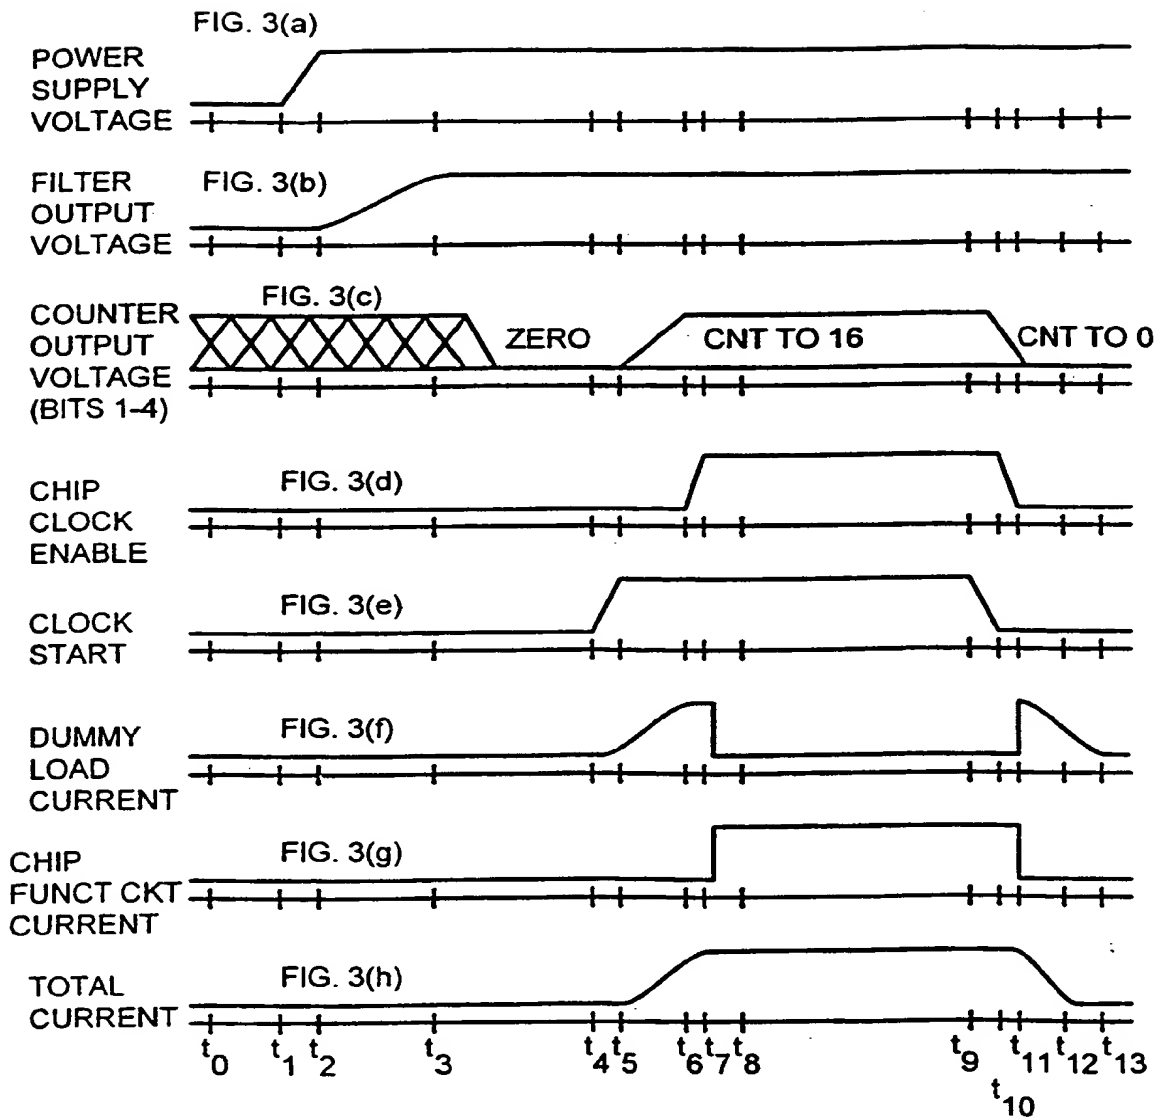 FIG. 3(a)
POWER
SUPPLY
VOLTAGE
FILTER
OUTPUT
VOLTAGE
FIG. 3(b)
COUNTER
OUTPUT
VOLTAGE
(BITS 1-4)
FIG. 3(c)
ZERO
CNT TO 16
CNT TO 0
CHIP
CLOCK
ENABLE
FIG. 3(d)
CLOCK
START
FIG. 3(e)
DUMMY
LOAD
CURRENT
FIG. 3(f)
CHIP
FUNCT CKT
CURRENT
FIG. 3(g)
TOTAL
CURRENT
FIG. 3(h)
t0 t1 t2 t3 t4 t5 t6 t7 t8 t9 t11 t12 t13
t10